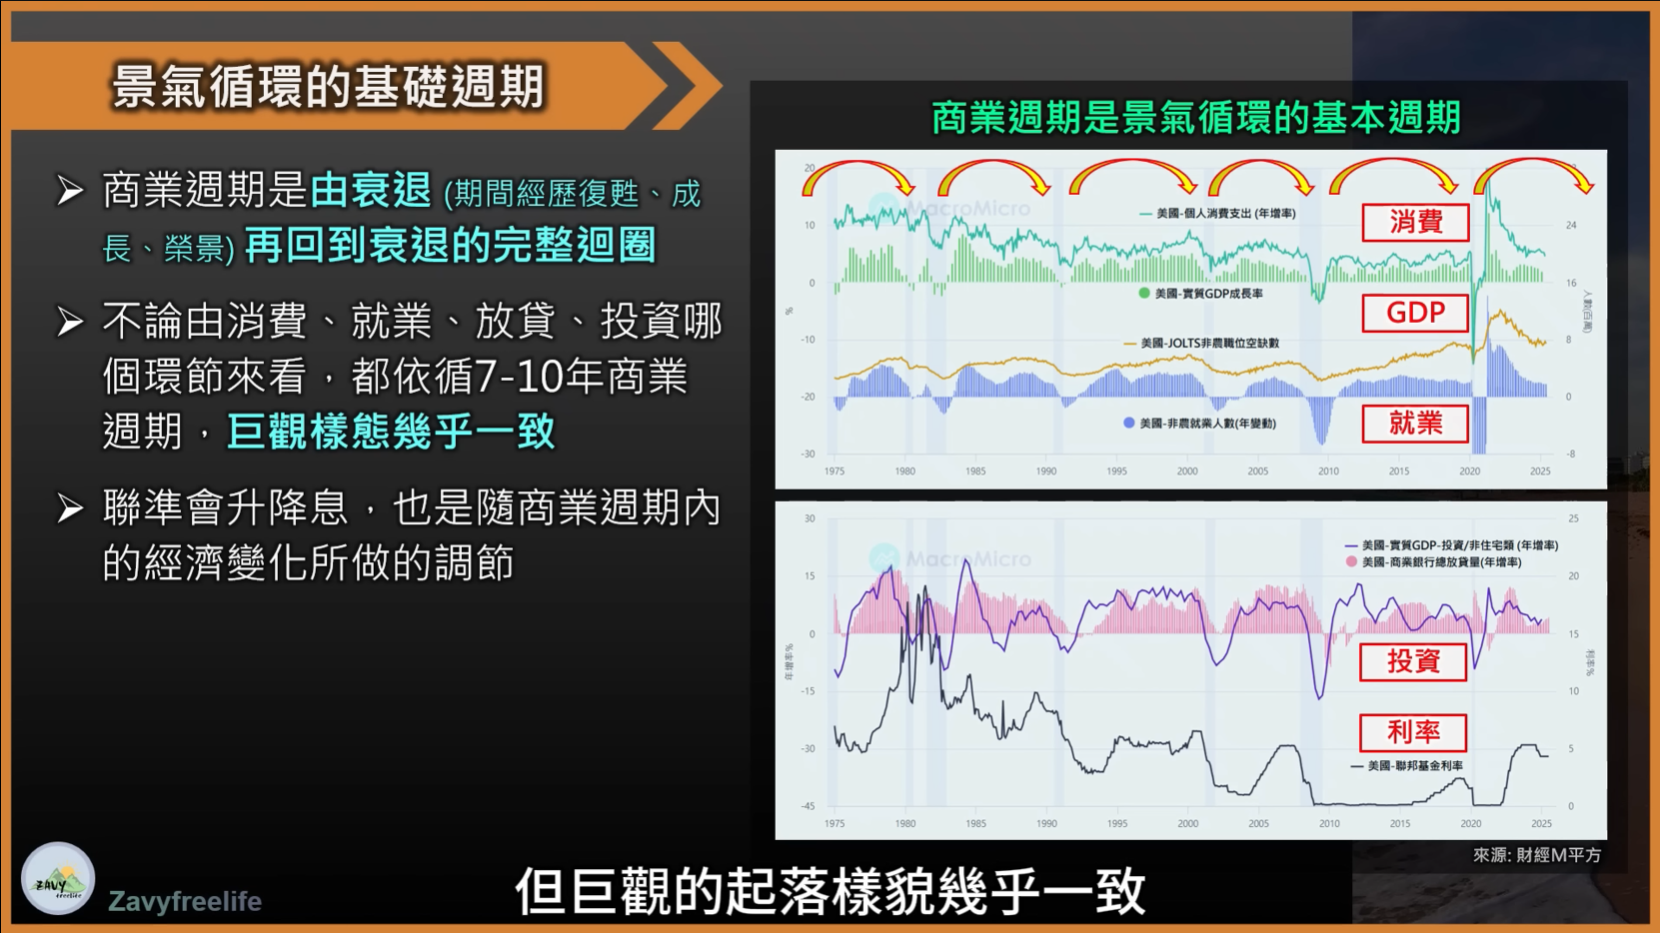 景氣循環的基礎週期
商業週期是由衰退 (期間經歷復甦、成
長、榮景) 再回到衰退的完整迴圈
不論由消費、就業、放貸、投資哪
個環節來看，都依循7-10年商業
週期，巨觀樣態幾乎一致
聯準會升降息，也是隨商業週期內
的經濟變化所做的調節
商業週期是景氣循環的基本週期
MacroMicro
美國-個人消費支出 (年增率)
消費
美國-實質GDP成長率
GDP
美國-JOLTS非農職位空缺數
就業
美國-非農就業人數(年變動)
20
10
0
-10
-20
-30
%
24
16
8
0
-8
人數(百萬)
1975 1980 1985 1990 1995 2000 2005 2010 2015 2020 2025
MacroMicro
美國-實質GDP-投資/非住宅類 (年增率)
美國-商業銀行總放貸量(年增率)
投資
利率
美國-聯邦基金利率
30
15
0
-15
-30
-45
年增率%
25
20
15
10
5
0
利率%
1975 1980 1985 1990 1995 2000 2005 2010 2015 2020 2025
來源: 財經M平方
ZAVY
freelife
Zavyfreelife
但巨觀的起落樣貌幾乎一致